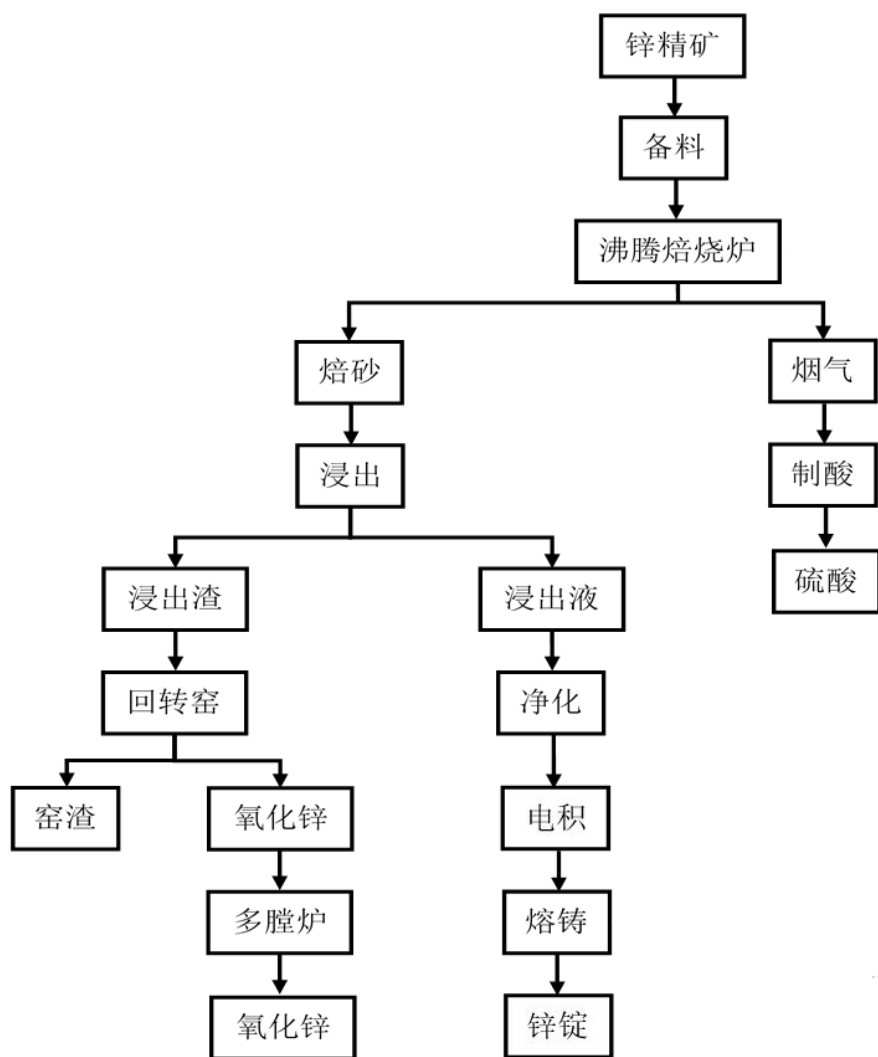 锌精矿
备料
沸腾焙烧炉
焙砂
烟气
浸出
制酸
浸出渣
浸出液
硫酸
回转窑
净化
窑渣
氧化锌
电积
多膛炉
熔铸
氧化锌
锌锭